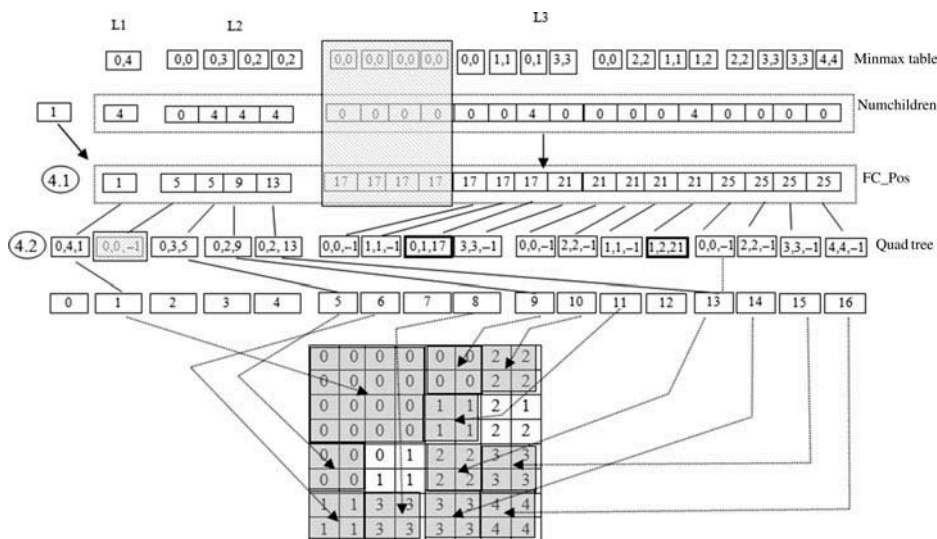 L1 L2 L3
0,4 0,0 0,3 0,2 0,2 0,0 0,0 0,0 0,0 0,0 1,1 0,1 3,3 0,0 2,2 1,1 1,2 2,2 3,3 3,3 4,4 Minmax table
1 4 0 4 4 4 0 0 0 0 0 0 4 0 0 0 0 4 0 0 0 0 Numchildren
4.1 1 5 5 9 13 17 17 17 17 17 17 17 21 21 21 21 21 25 25 25 25 FC_Pos
4.2 0,4,1 0,0,−1 0,3,5 0,2,9 0,2,13 0,0,−1 1,1,−1 0,1,17 3,3,−1 0,0,−1 2,2,−1 1,1,−1 1,2,21 0,0,−1 2,2,−1 3,3,−1 4,4,−1 Quad tree
0 1 2 3 4 5 6 7 8 9 10 11 12 13 14 15 16
0 0 0 0 0 0 2 2
0 0 0 0 0 0 2 2
0 0 0 0 1 1 2 1
0 0 0 0 1 1 2 2
0 0 0 1 2 2 3 3
0 0 1 1 2 2 3 3
1 1 3 3 3 3 4 4
1 1 3 3 3 3 4 4